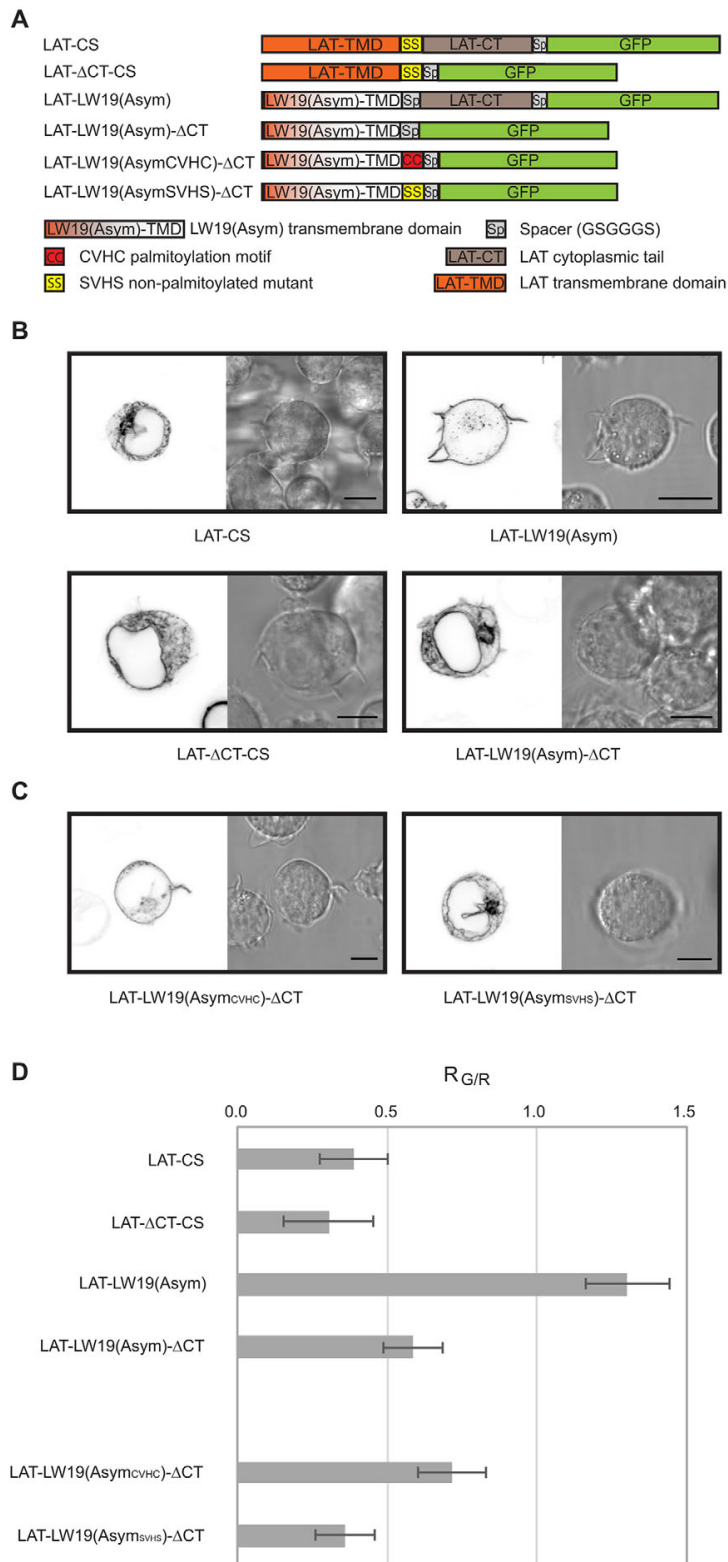 A
LAT-CS
LAT-TMD SS LAT-CT Sp GFP
LAT-ΔCT-CS
LAT-TMD SS Sp GFP
LAT-LW19(Asym)
LW19(Asym)-TMD Sp LAT-CT Sp GFP
LAT-LW19(Asym)-ΔCT
LW19(Asym)-TMD Sp GFP
LAT-LW19(AsymCVHC)-ΔCT
LW19(Asym)-TMD CC Sp GFP
LAT-LW19(AsymSVHS)-ΔCT
LW19(Asym)-TMD SS Sp GFP
LW19(Asym)-TMD LW19(Asym) transmembrane domain
Sp Spacer (GSGGGS)
CC CVHC palmitoylation motif
LAT-CT LAT cytoplasmic tail
SS SVHS non-palmitoylated mutant
LAT-TMD LAT transmembrane domain
B
LAT-CS
LAT-LW19(Asym)
LAT-ΔCT-CS
LAT-LW19(Asym)-ΔCT
C
LAT-LW19(AsymCVHC)-ΔCT
LAT-LW19(AsymSVHS)-ΔCT
D
RG/R
0.0 0.5 1.0 1.5
LAT-CS
LAT-ΔCT-CS
LAT-LW19(Asym)
LAT-LW19(Asym)-ΔCT
LAT-LW19(AsymCVHC)-ΔCT
LAT-LW19(AsymSVHS)-ΔCT